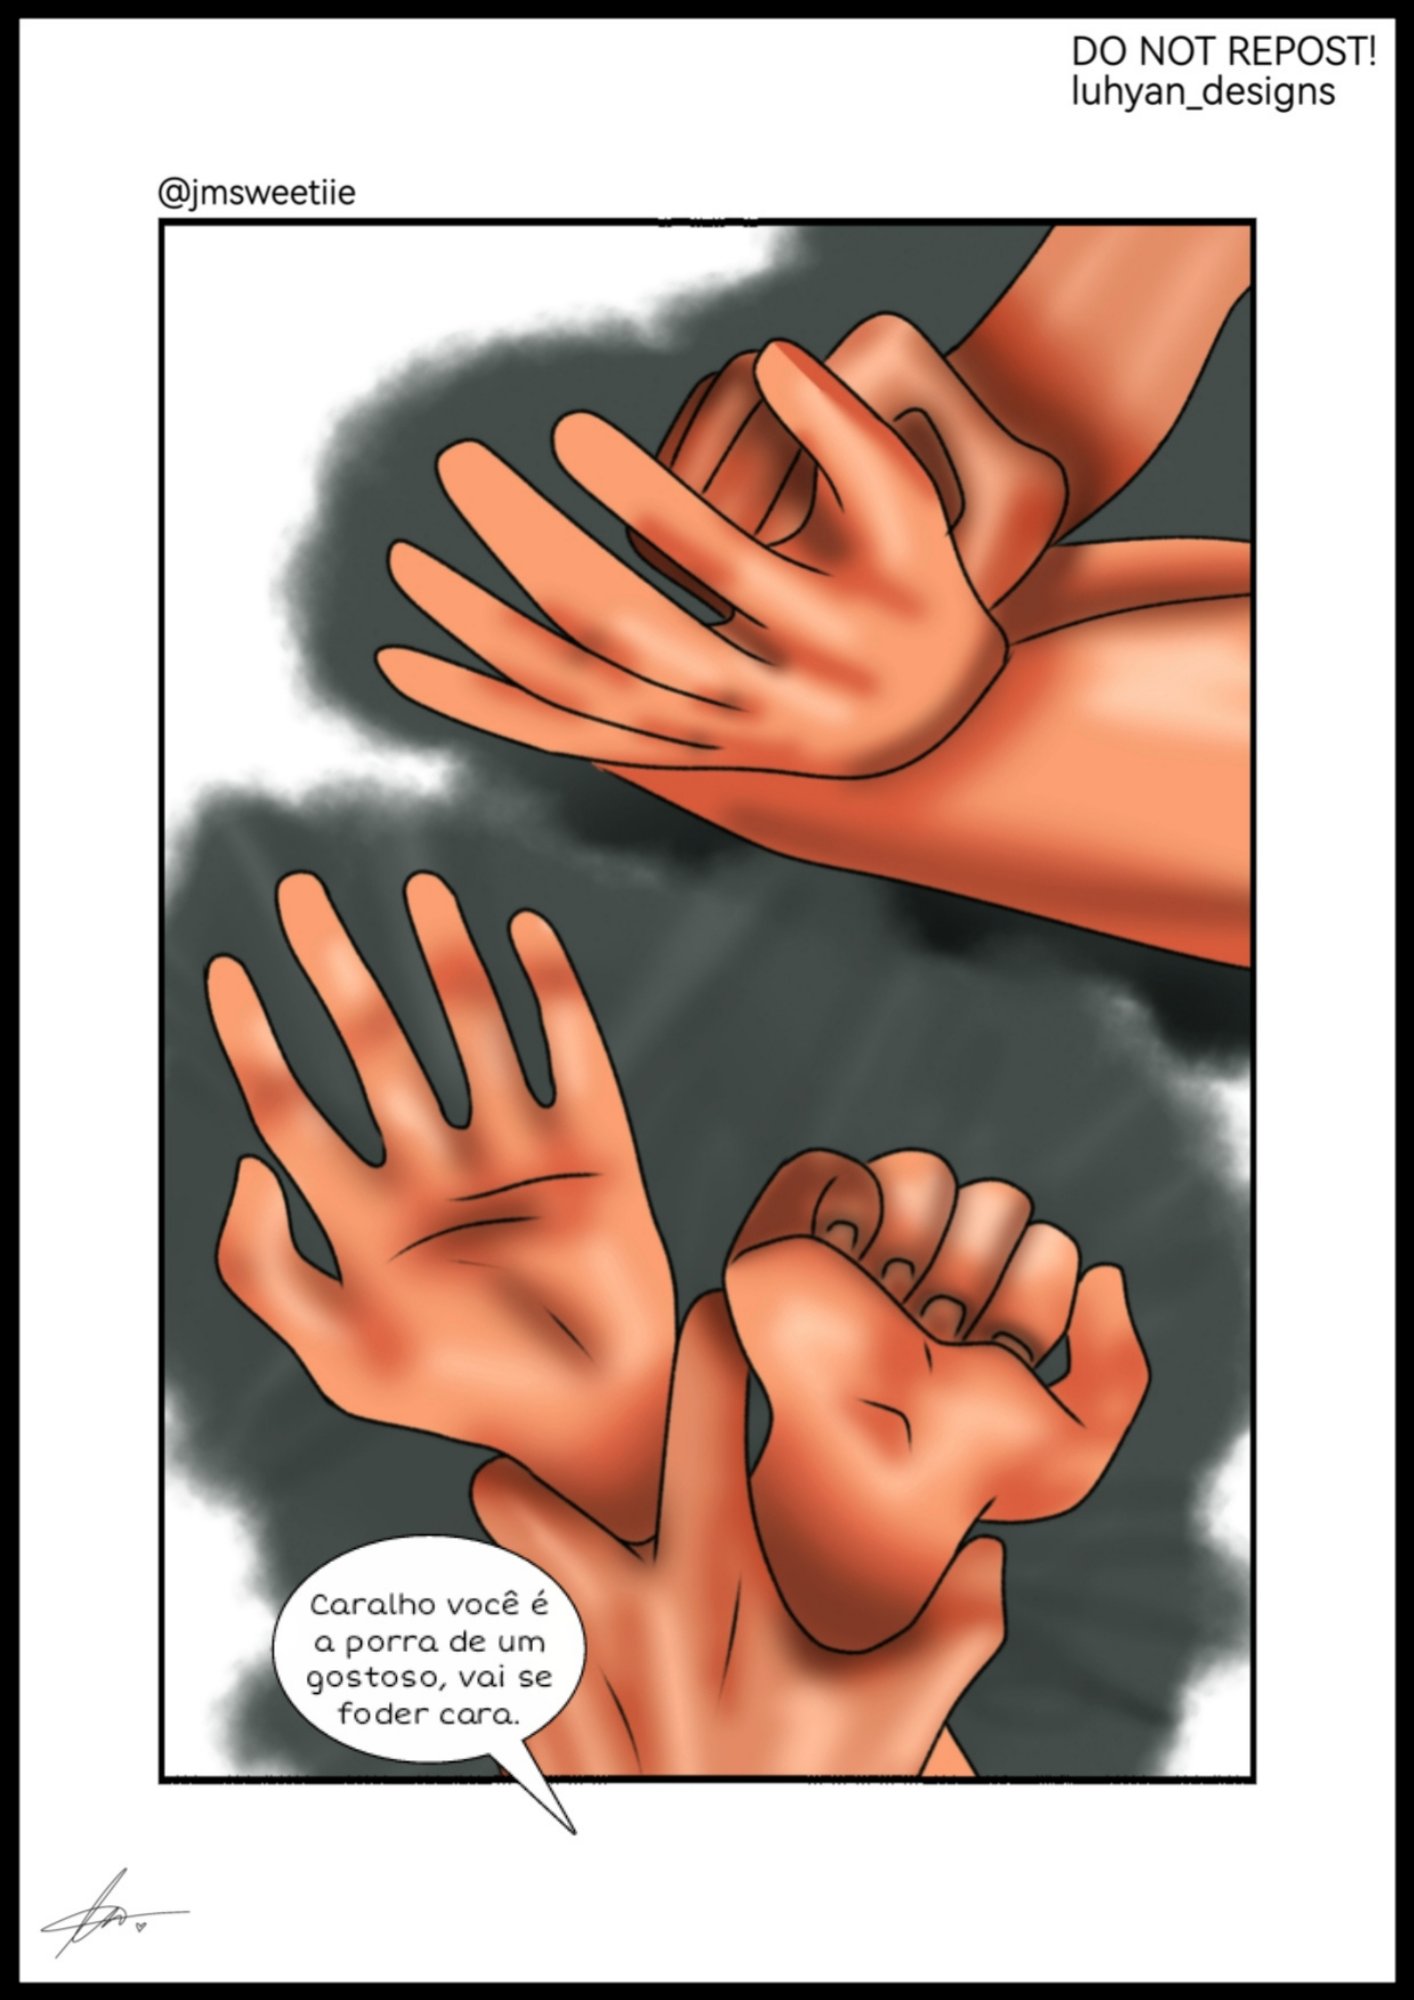 DO NOT REPOST!
luhyan_designs
@jmsweetiie
Caralho você é
a porra de um
gostoso, vai se
foder cara.